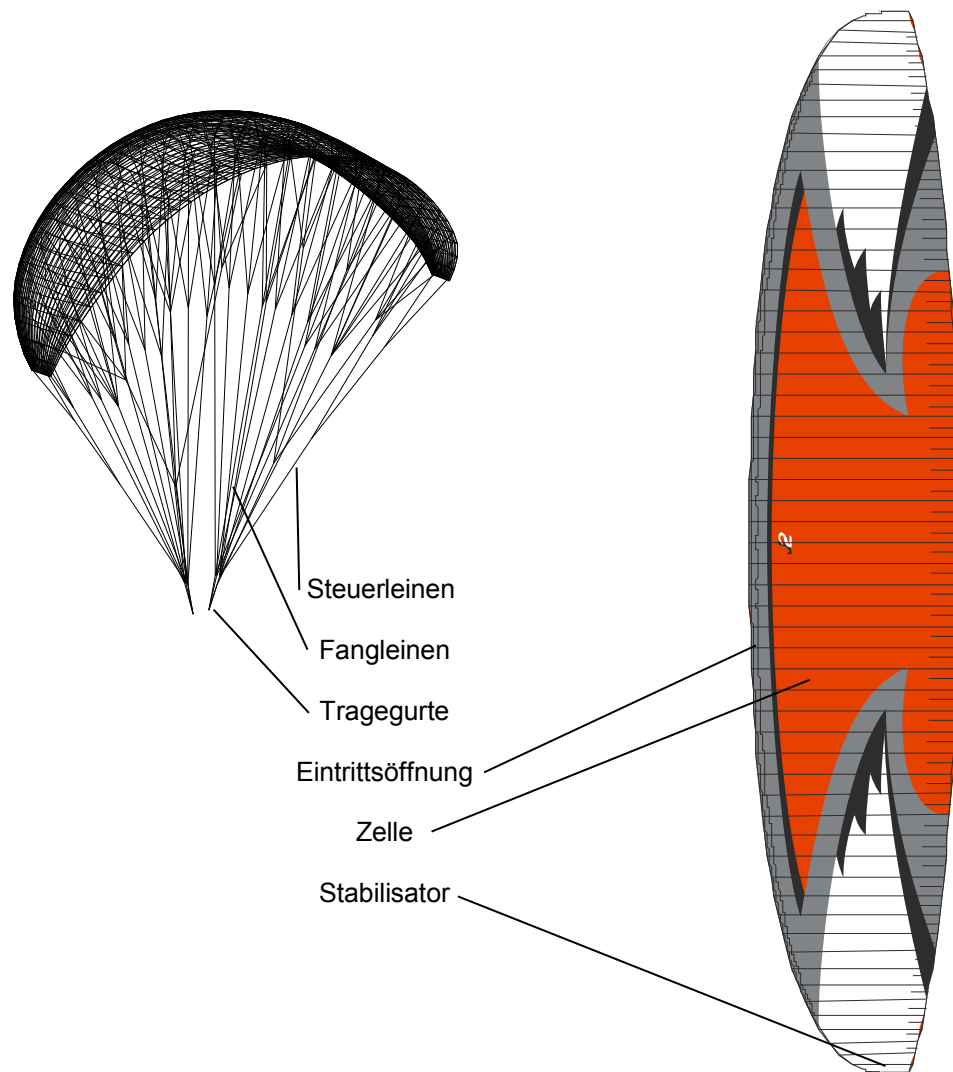 Steuerleinen
Fangleinen
Tragegurte
Eintrittsöffnung
Zelle
Stabilisator